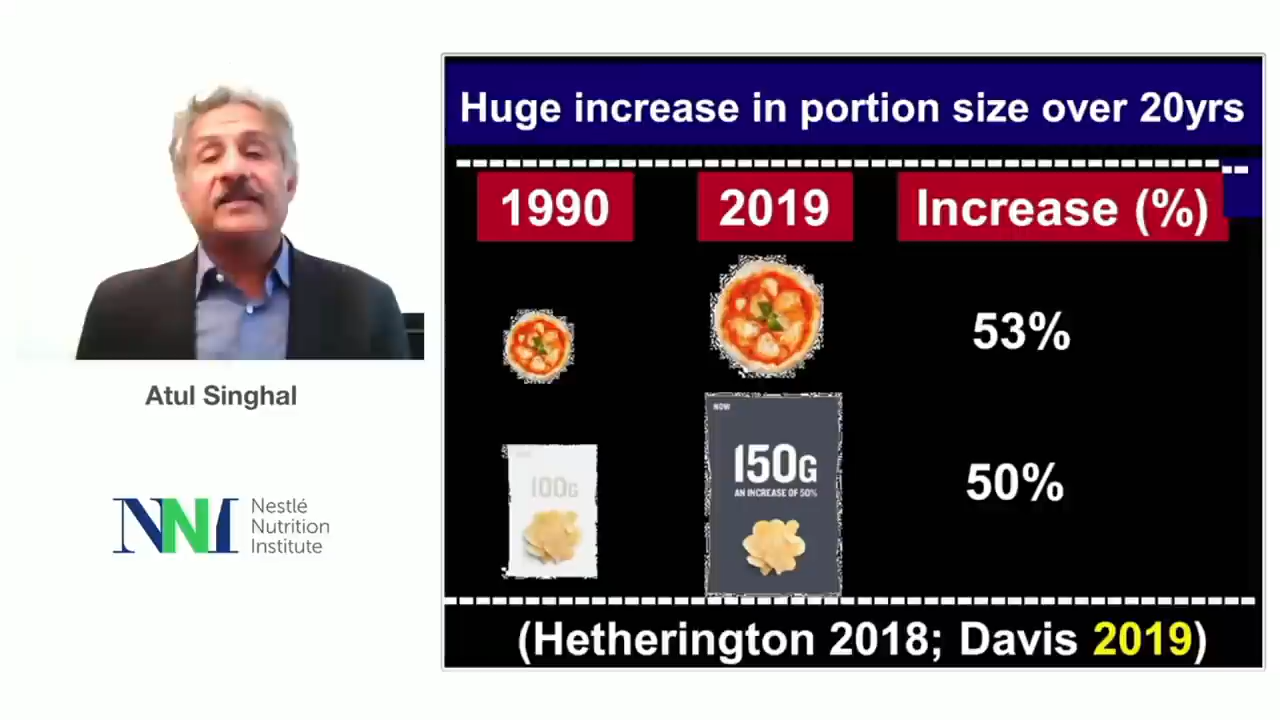 Huge increase in portion size over 20yrs
1990 2019 Increase (%)
53%
NOW
100G
150G
AN INCREASE OF 50%
50%
(Hetherington 2018; Davis 2019)
Atul Singhal
NNI
Nestlé
Nutrition
Institute